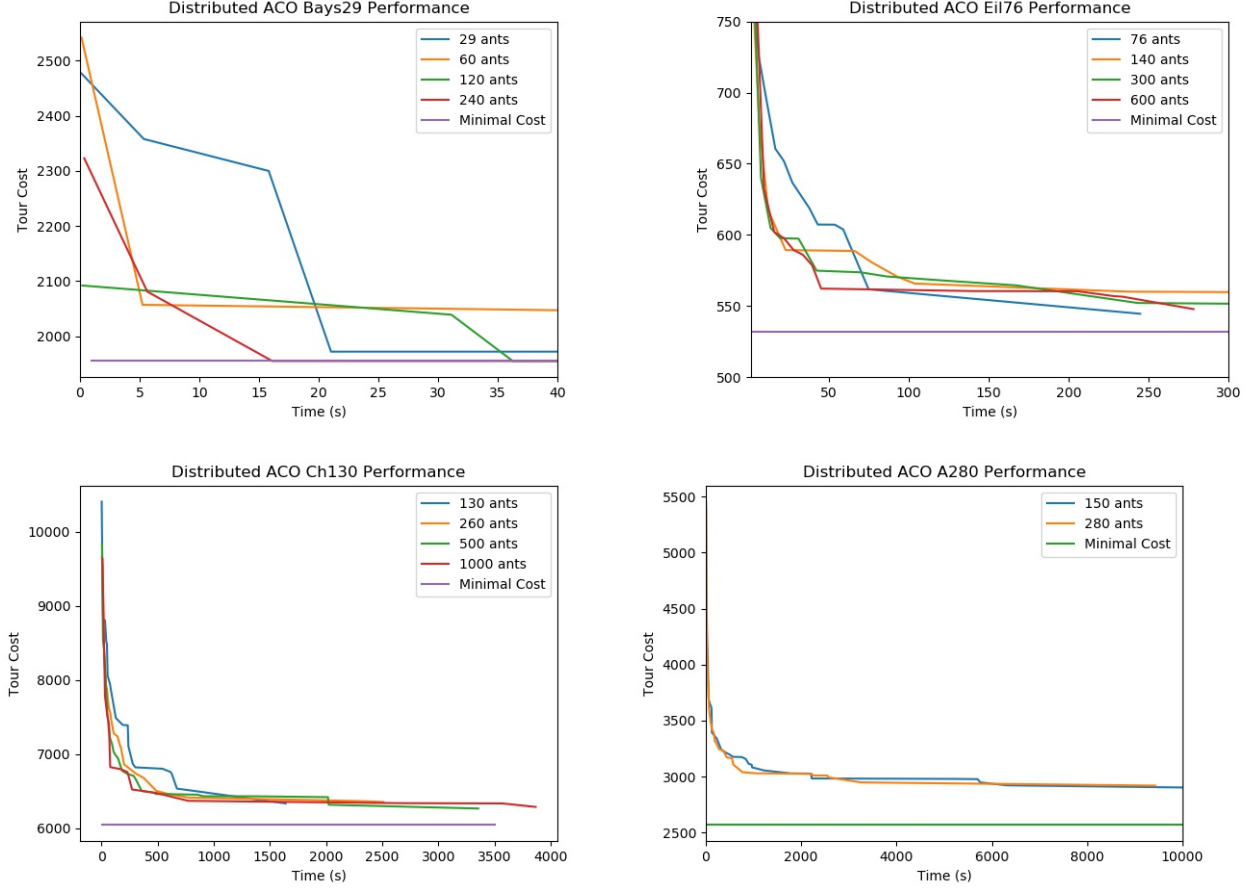 Distributed ACO Bays29 Performance
2500
2400
2300
2200
2100
2000
Tour Cost
0 5 10 15 20 25 30 35 40
Time (s)
29 ants
60 ants
120 ants
240 ants
Minimal Cost
Distributed ACO Eil76 Performance
750
700
650
600
550
500
Tour Cost
50 100 150 200 250 300
Time (s)
76 ants
140 ants
300 ants
600 ants
Minimal Cost
Distributed ACO Ch130 Performance
10000
9000
8000
7000
6000
Tour Cost
0 500 1000 1500 2000 2500 3000 3500 4000
Time (s)
130 ants
260 ants
500 ants
1000 ants
Minimal Cost
Distributed ACO A280 Performance
5500
5000
4500
4000
3500
3000
2500
Tour Cost
0 2000 4000 6000 8000 10000
Time (s)
150 ants
280 ants
Minimal Cost